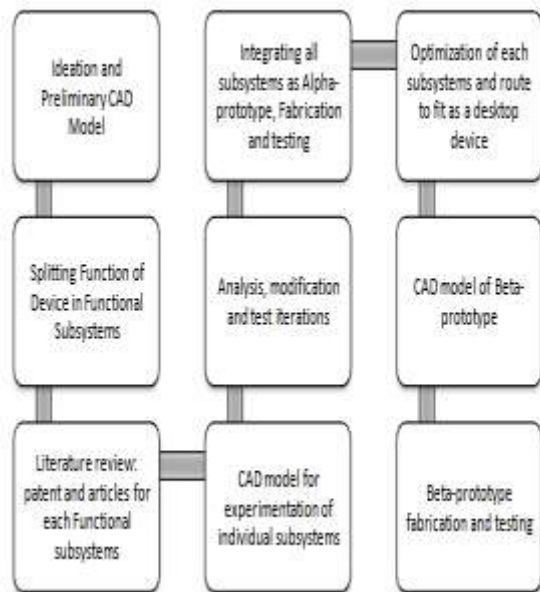 Ideation and
Preliminary CAD
Model
Splitting Function of
Device in Functional
Subsystems
Literature review:
patent and articles for
each Functional
subsystems
CAD model for
experimentation of
individual subsystems
Analysis, modification
and test iterations
Integrating all
subsystems as Alpha-
prototype, Fabrication
and testing
Optimization of each
subsystems and route
to fit as a desktop
device
CAD model of Beta-
prototype
Beta-prototype
fabrication and testing